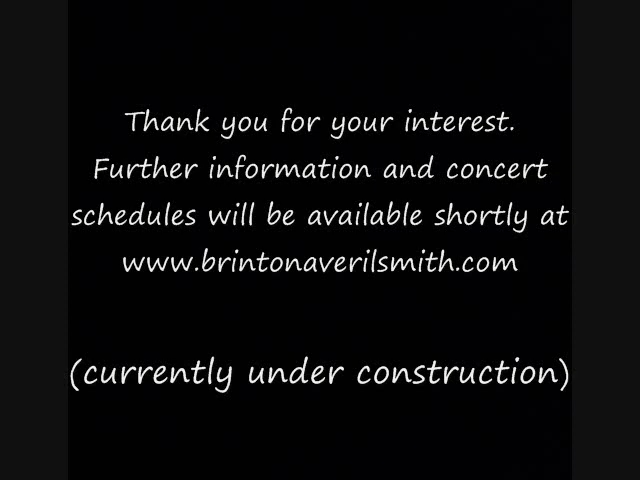 Thank you for your interest.
Further information and concert
schedules will be available shortly at
www.brintonaverilsmith.com
(currently under construction)